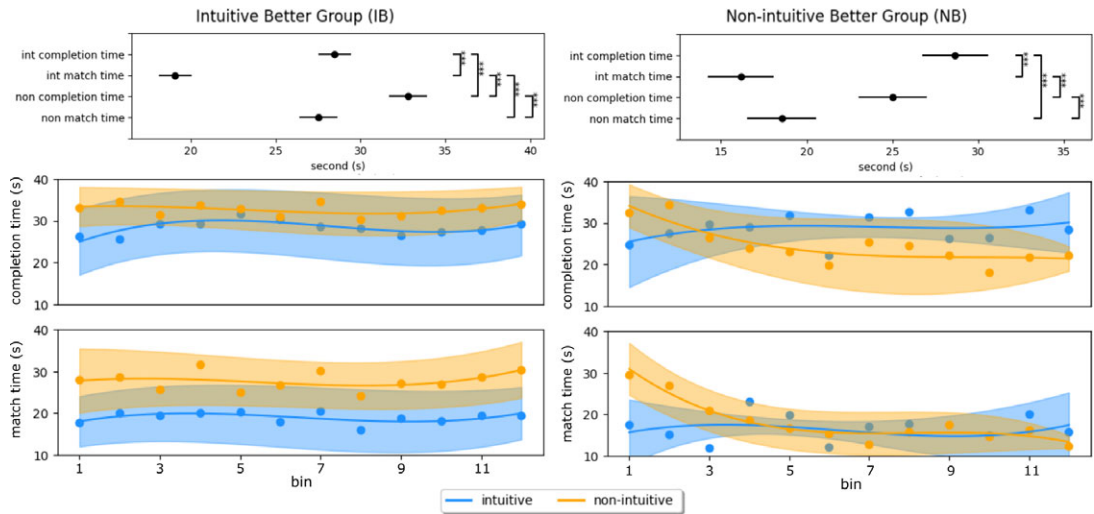 Intuitive Better Group (IB)
int completion time
int match time
non completion time
non match time
***
***
***
***
***
20 25 30 35 40
second (s)
completion time (s)
40
30
20
10
match time (s)
40
30
20
10
1 3 5 7 9 11
bin
Non-intuitive Better Group (NB)
int completion time
int match time
non completion time
non match time
***
***
***
***
15 20 25 30 35
second (s)
completion time (s)
40
30
20
10
match time (s)
40
30
20
10
1 3 5 7 9 11
bin
intuitive non-intuitive